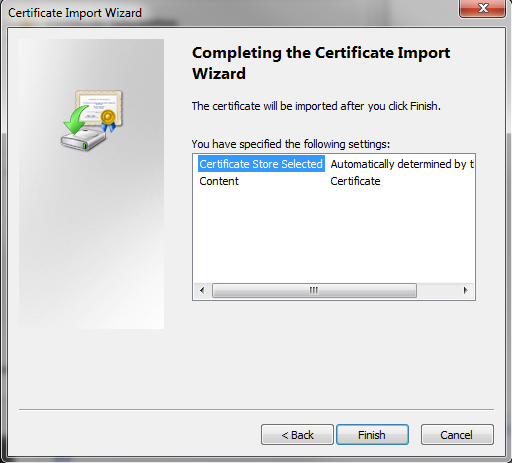 Certificate Import Wizard
Completing the Certificate Import
Wizard
The certificate will be imported after you click Finish.
You have specified the following settings:
Certificate Store Selected Automatically determined by t
Content Certificate
< Back Finish Cancel